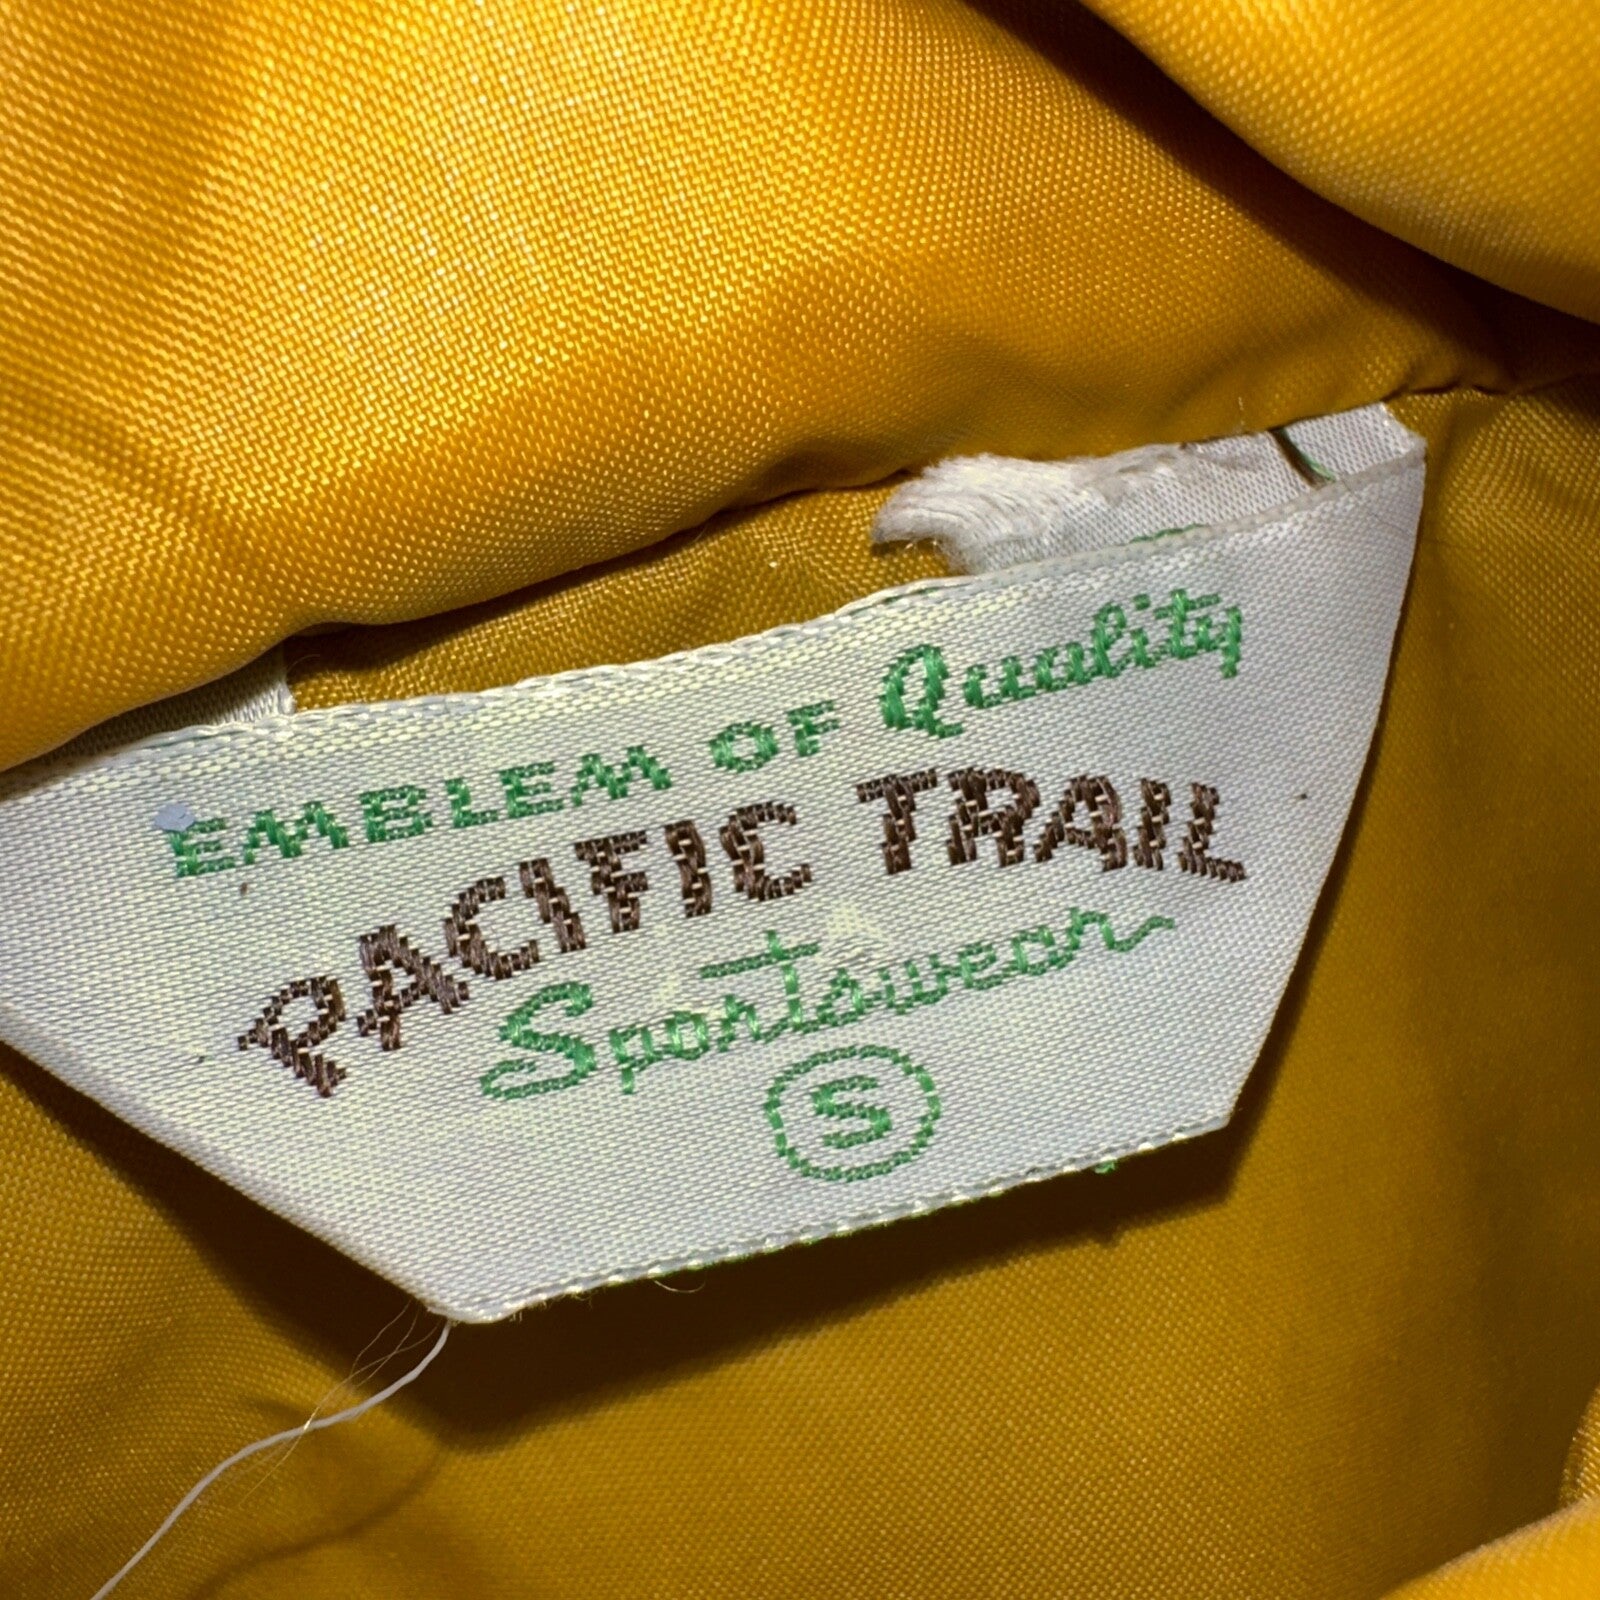 EMBLEM OF Quality
PACIFIC TRAIL
Sportswear
S